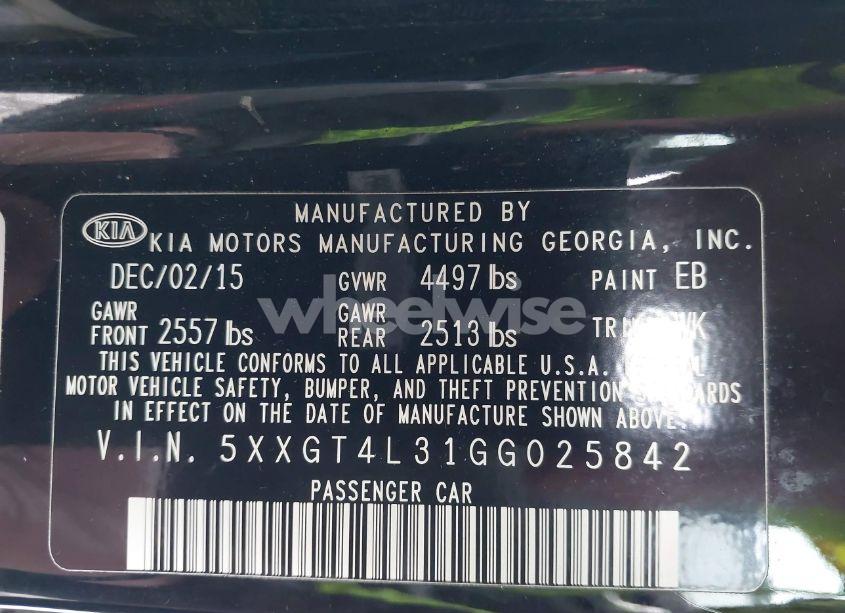 MANUFACTURED BY
KIA KIA MOTORS MANUFACTURING GEORGIA, INC.
DEC/02/15 GVWR 4497 lbs PAINT EB
GAWR FRONT 2557 lbs GAWR REAR 2513 lbs TRIM WK
wheelwise
THIS VEHICLE CONFORMS TO ALL APPLICABLE U.S.A.
MOTOR VEHICLE SAFETY, BUMPER, AND THEFT PREVENTION
IN EFFECT ON THE DATE OF MANUFACTURE SHOWN ABOVE.
V.I.N. 5XXGT4L31GG025842
PASSENGER CAR